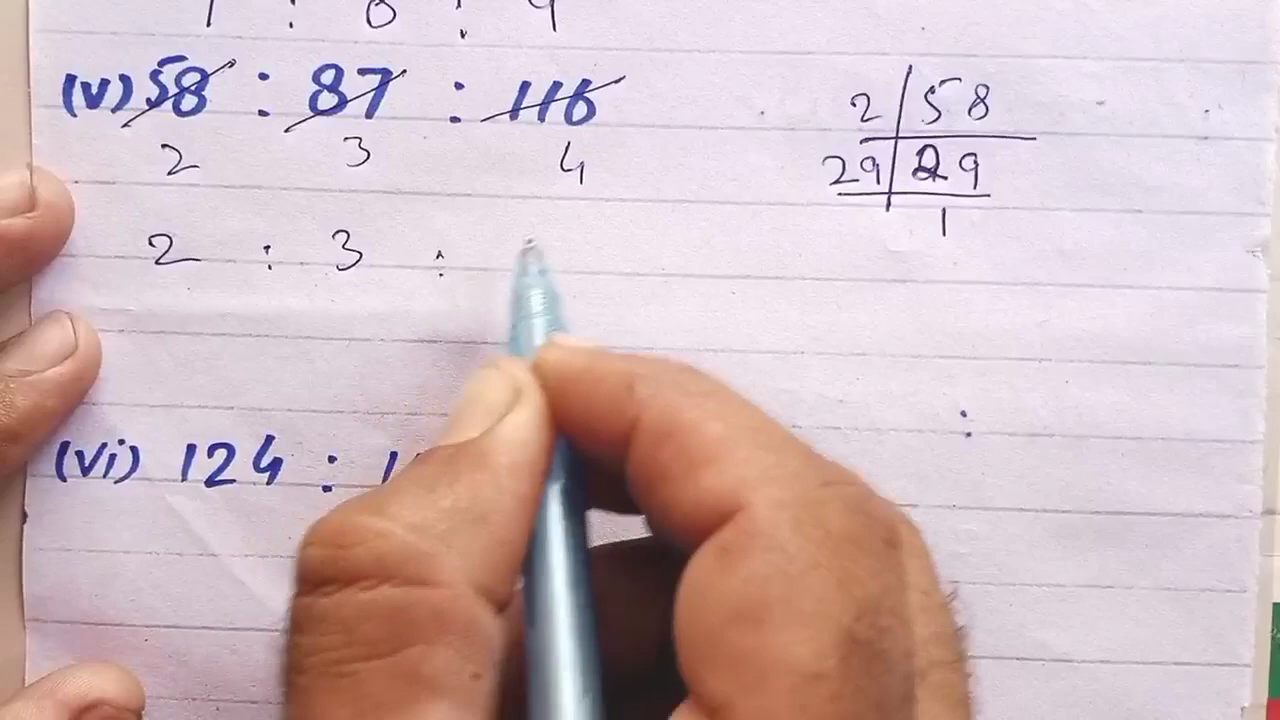 (V) 58 : 87 : 116
2 3 4
2 : 3 :
(Vi) 124 :
2 | 58
29 | 29
1